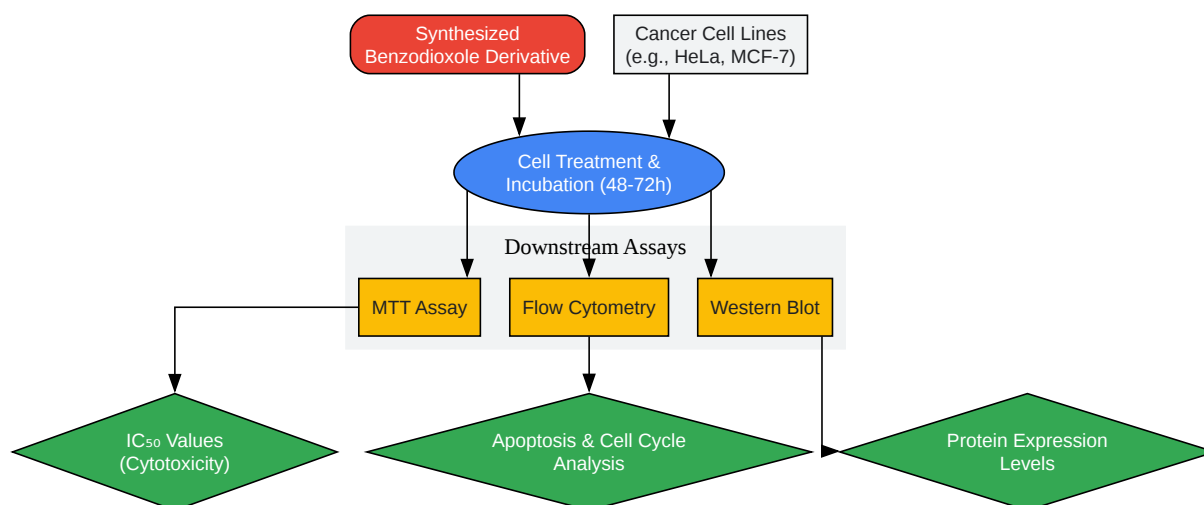 Synthesized
Benzodioxole Derivative
Cancer Cell Lines
(e.g., HeLa, MCF-7)
Cell Treatment &
Incubation (48-72h)
Downstream Assays
MTT Assay
Flow Cytometry
Western Blot
IC₅₀ Values
(Cytotoxicity)
Apoptosis & Cell Cycle
Analysis
Protein Expression
Levels